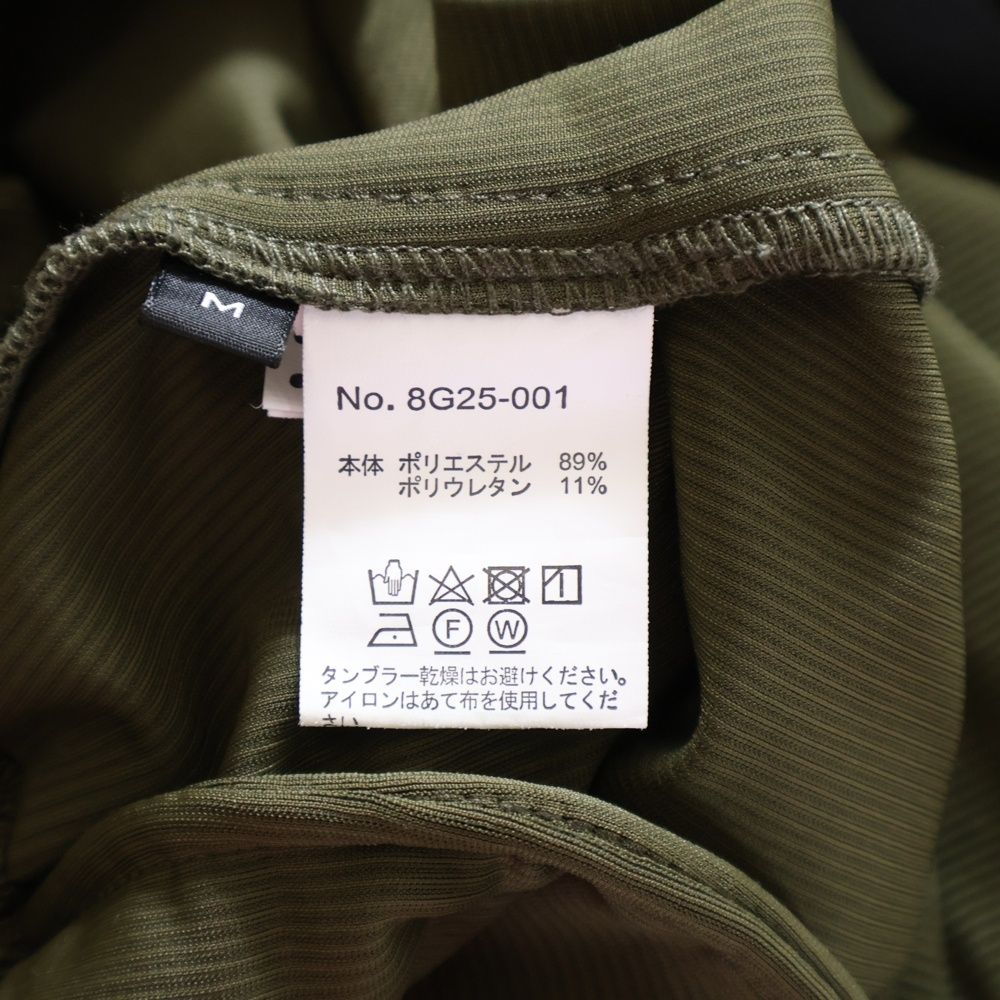 M
No. 8G25-001
本体 ポリエステル 89%
ポリウレタン 11%
F W
タンブラー乾燥はお避けください。
アイロンはあて布を使用してくだ
さい